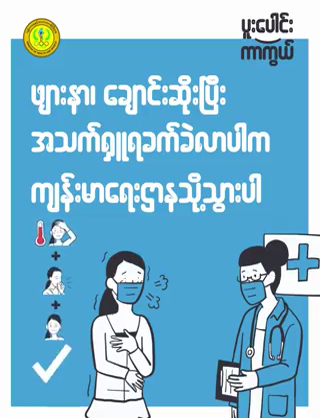 ပူးပေါင်း
ကာကွယ်
ဖျားနာ၊ ချောင်းဆိုးပြီး
အသက်ရှူရခက်ခဲလာပါက
ကျန်းမာရေးဌာနသို့သွားပါ